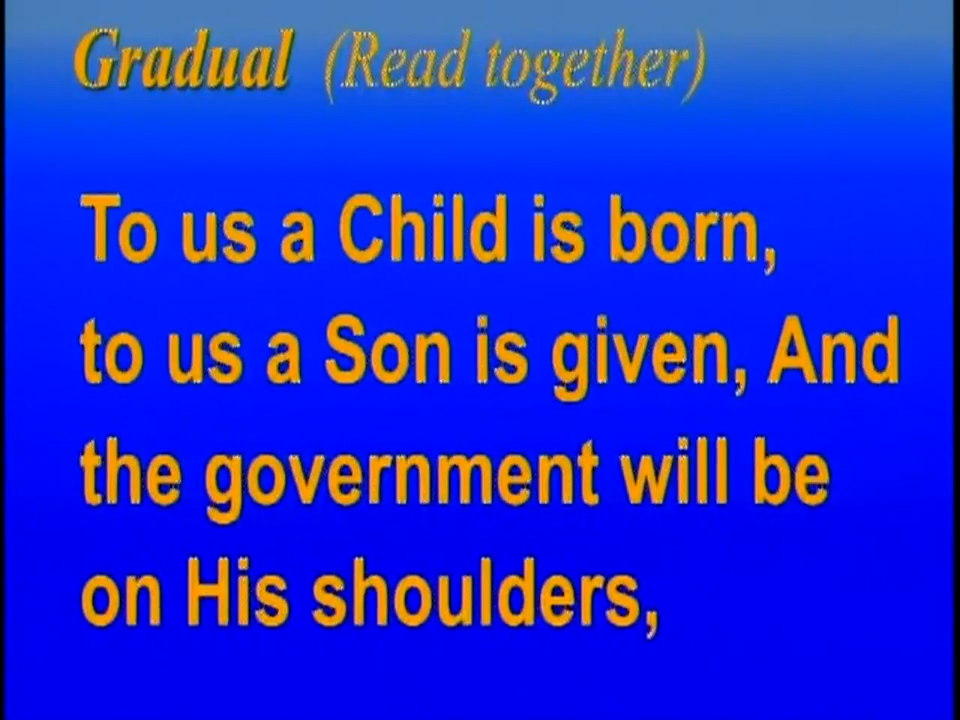 Gradual (Read together)
To us a Child is born,
to us a Son is given, And
the government will be
on His shoulders,